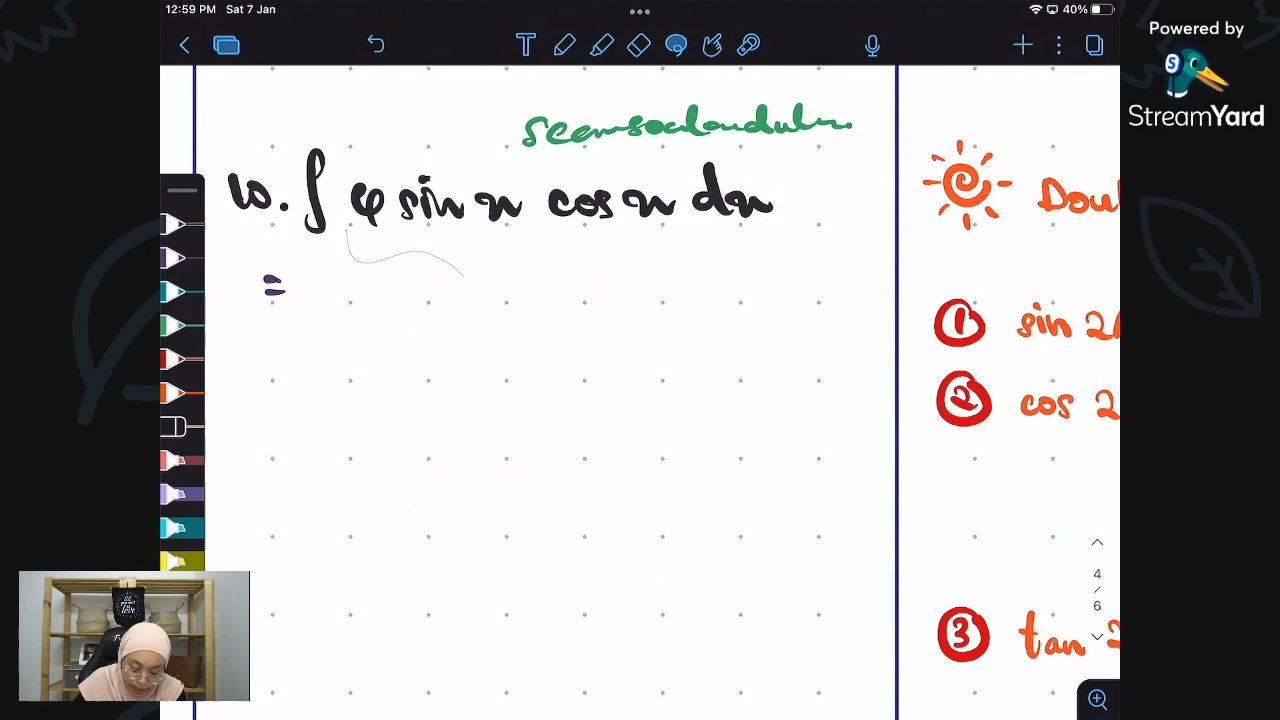 12:59 PM Sat 7 Jan
40%
Powered by
StreamYard
10. ∫ 4 sin x cos x dx
=
Dou
① sin 2
② cos 2
③ tan 2
4
/
6